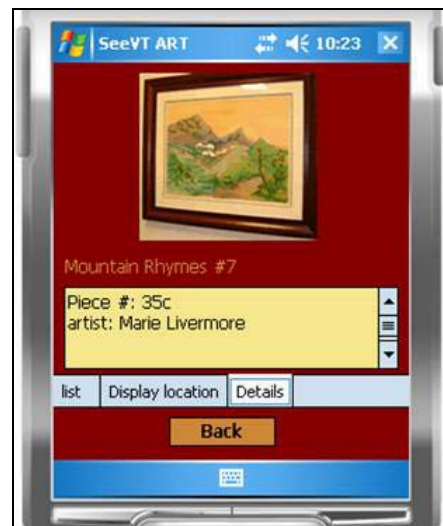 SeeVT ART 10:23
Mountain Rhymes #7
Piece #: 35c
artist: Marie Livermore
list Display location Details
Back